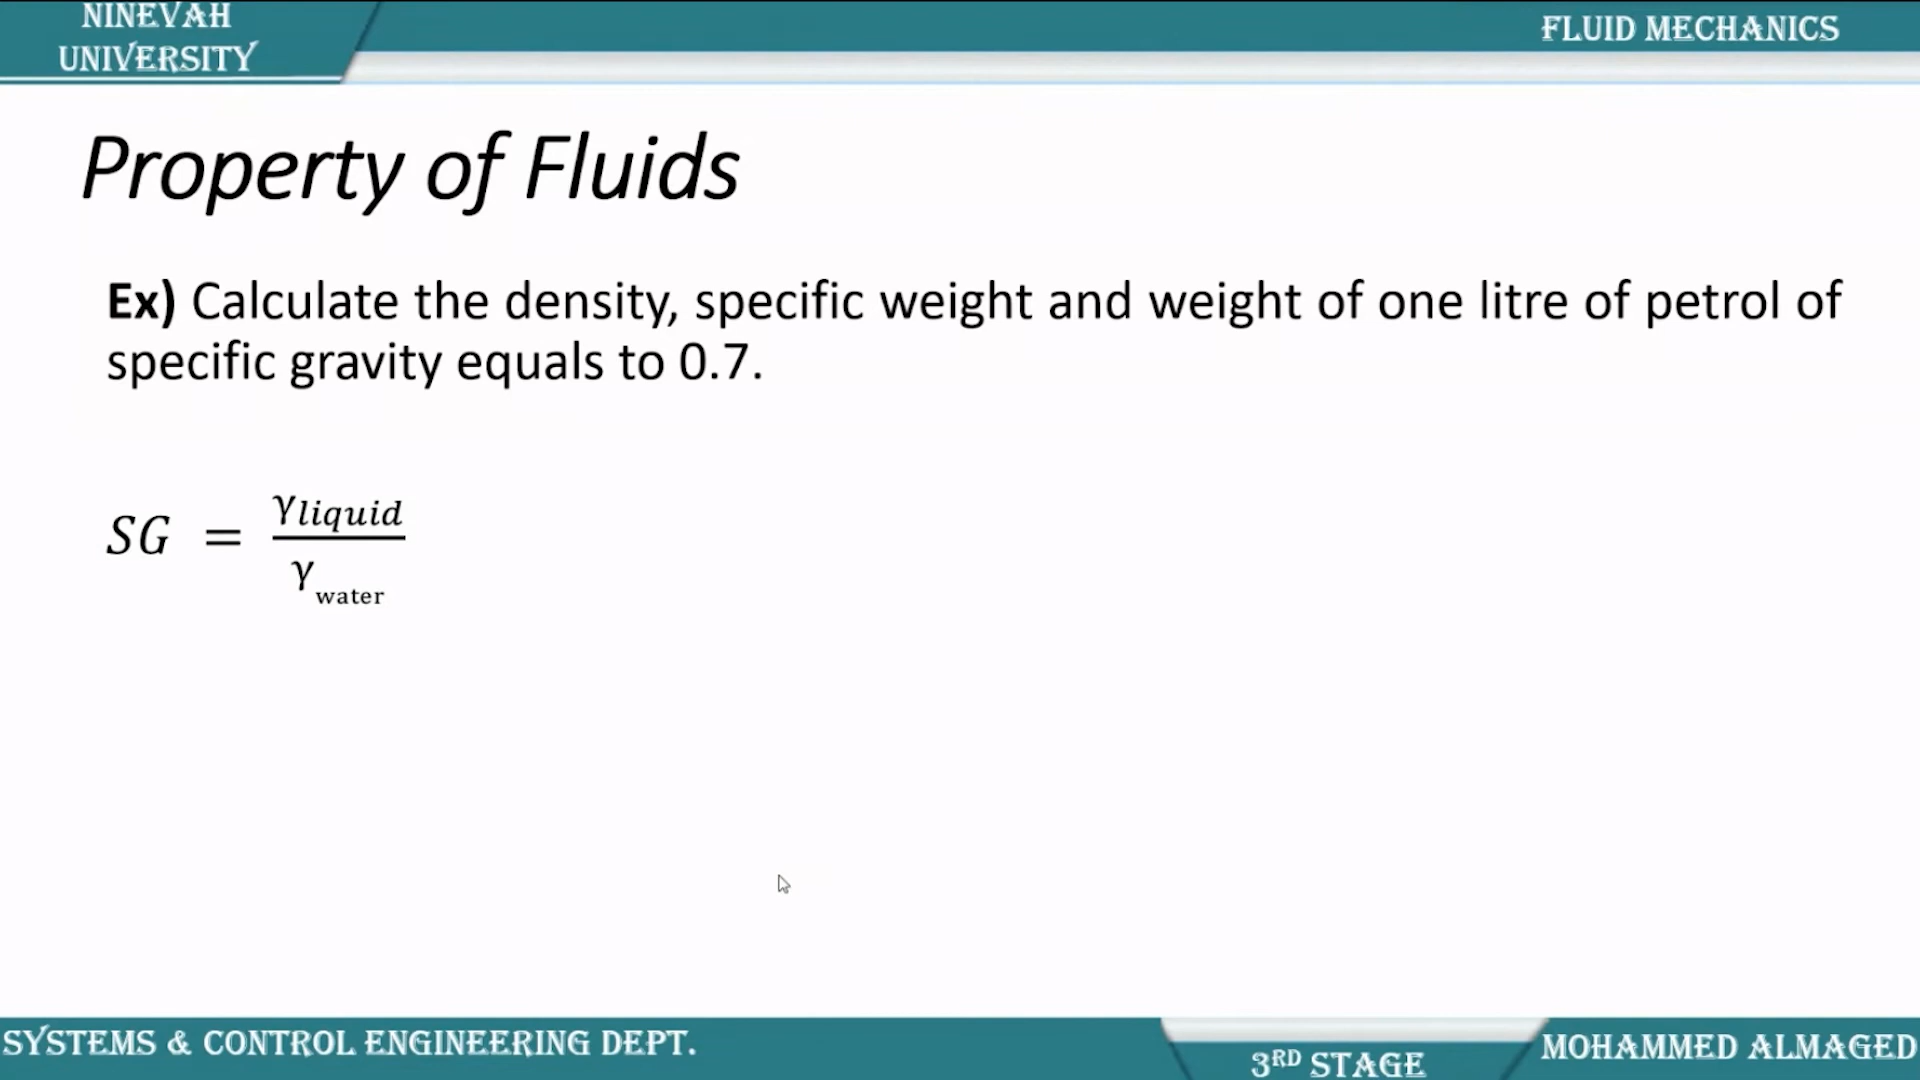 NINEVAH
UNIVERSITY
FLUID MECHANICS
Property of Fluids
Ex) Calculate the density, specific weight and weight of one litre of petrol of
specific gravity equals to 0.7.
SG = γliquid / γwater
SYSTEMS & CONTROL ENGINEERING DEPT.
3RD STAGE
MOHAMMED ALMAGED